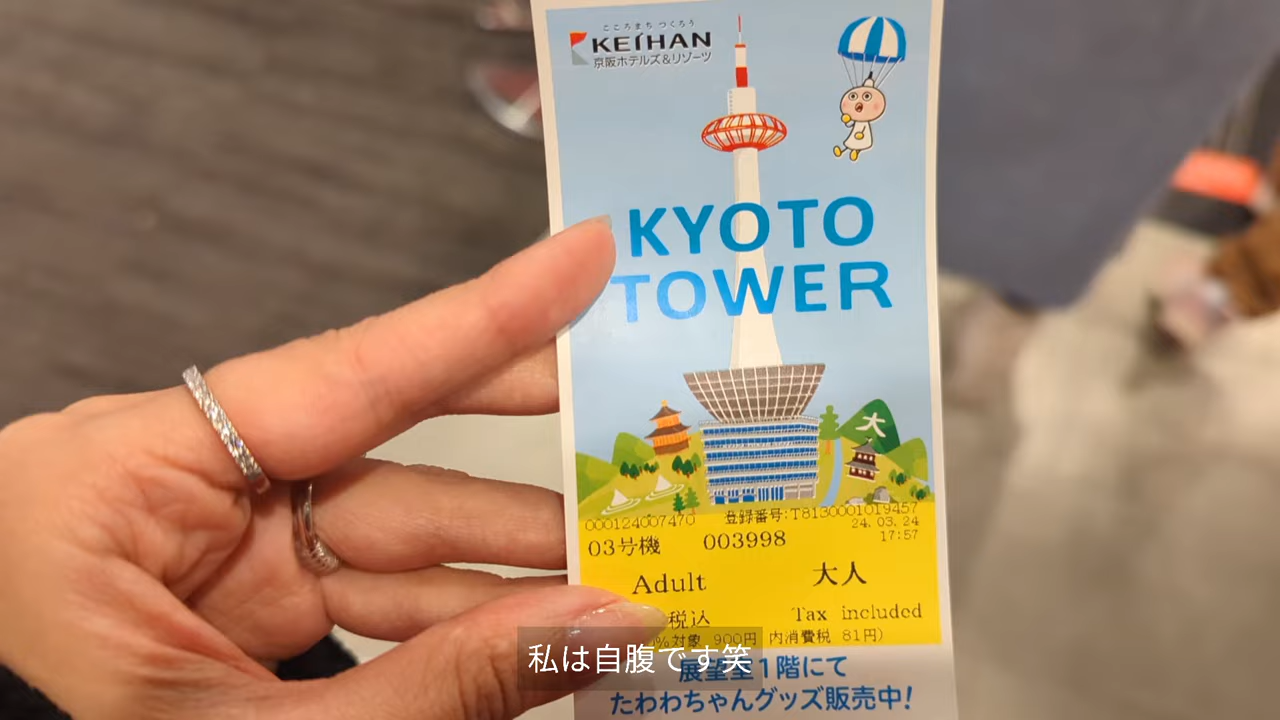 こころまち つくろう
KEIHAN
京阪ホテルズ&リゾーツ
KYOTO
TOWER
大
000124007470 登録番号:T8130001019457
24.03.24
03号機 003998 17:57
Adult 大人
税込 Tax included
%対象 900円 内消費税 81円)
私は自腹です笑
展望室1階にて
たわわちゃんグッズ販売中!